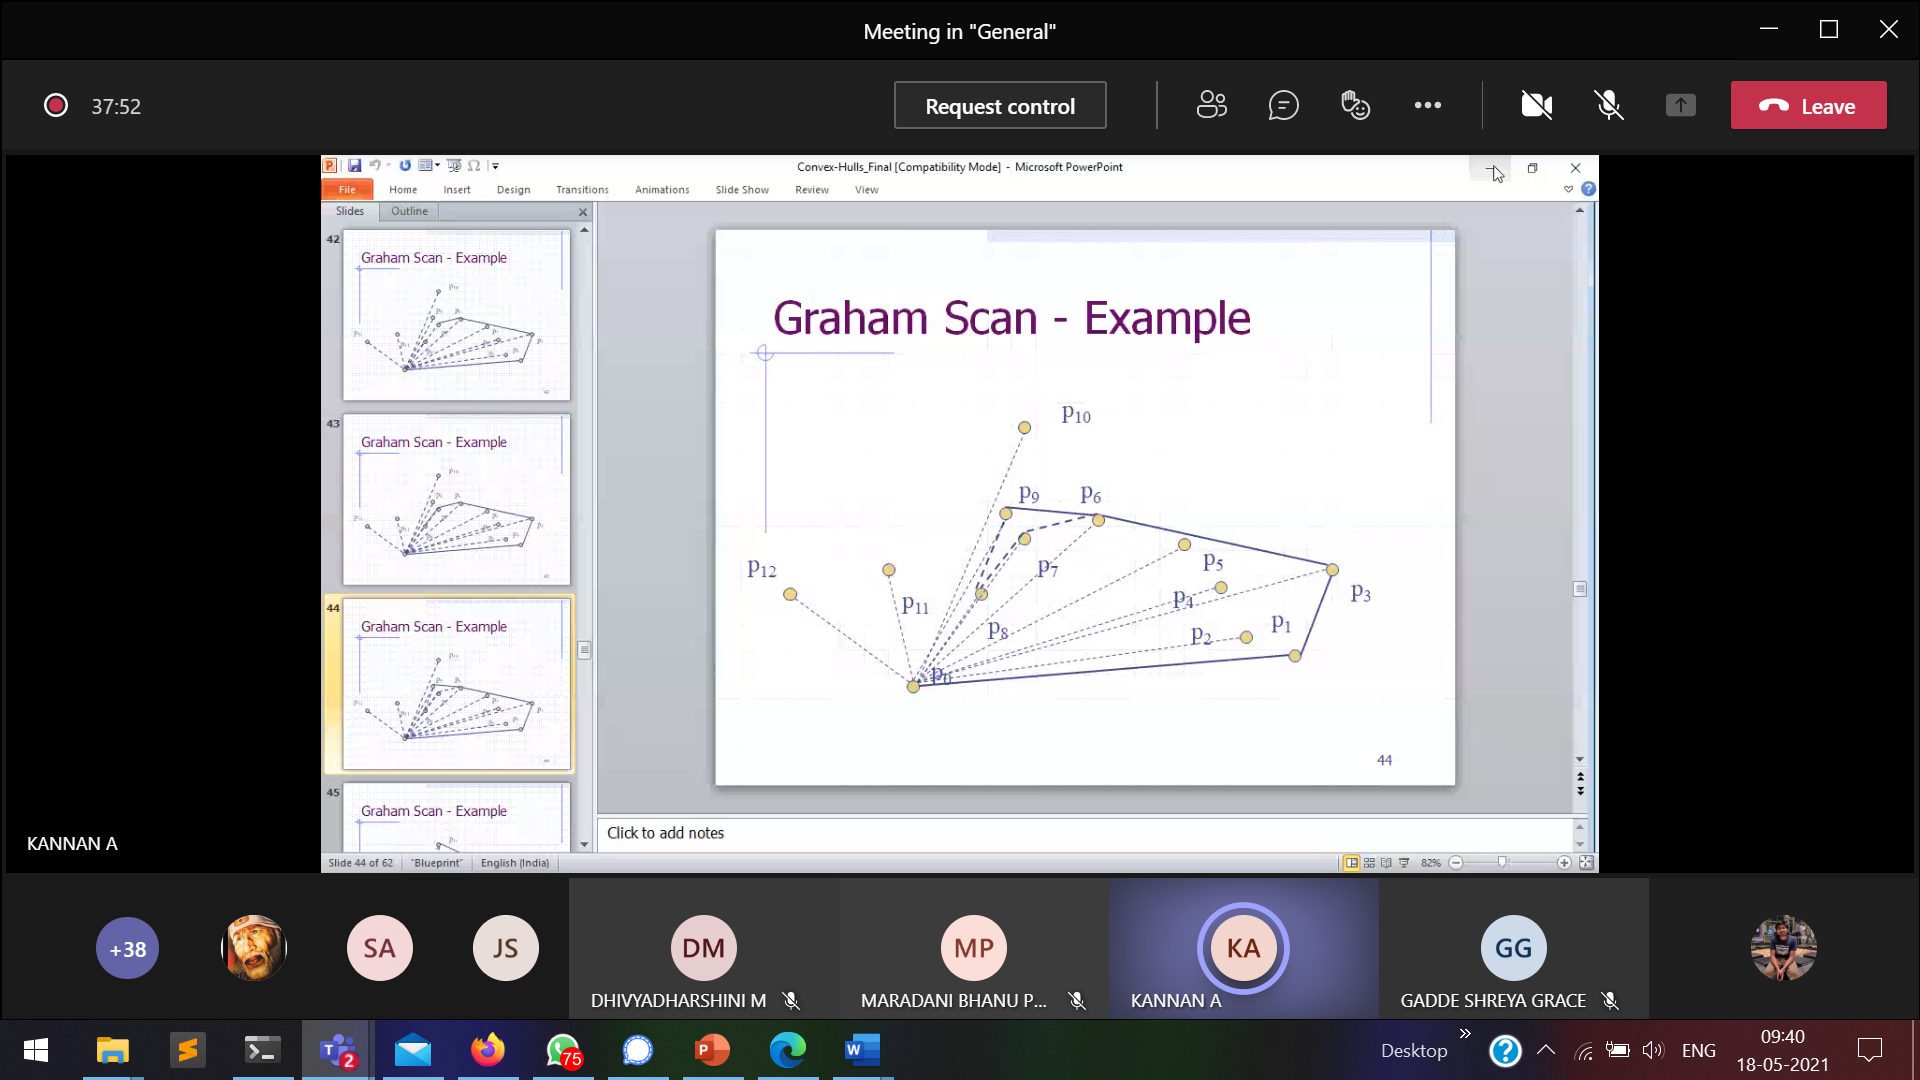 Meeting in "General"
37:52
Request control
Leave
Convex-Hulls_Final [Compatibility Mode] - Microsoft PowerPoint
File Home Insert Design Transitions Animations Slide Show Review View
Slides Outline
42
Graham Scan - Example
43
Graham Scan - Example
44
Graham Scan - Example
45
Graham Scan - Example
Graham Scan - Example
p10
p9 p6
p12
p7
p5
p11
p4
p3
p8
p2
p1
p0
44
Click to add notes
Slide 44 of 62 "Blueprint" English (India) 82%
KANNAN A
+38 SA JS DM MP KA GG
DHIVYADHARSHINI M MARADANI BHANU P... KANNAN A GADDE SHREYA GRACE
2 75 Desktop ENG
09:40
18-05-2021